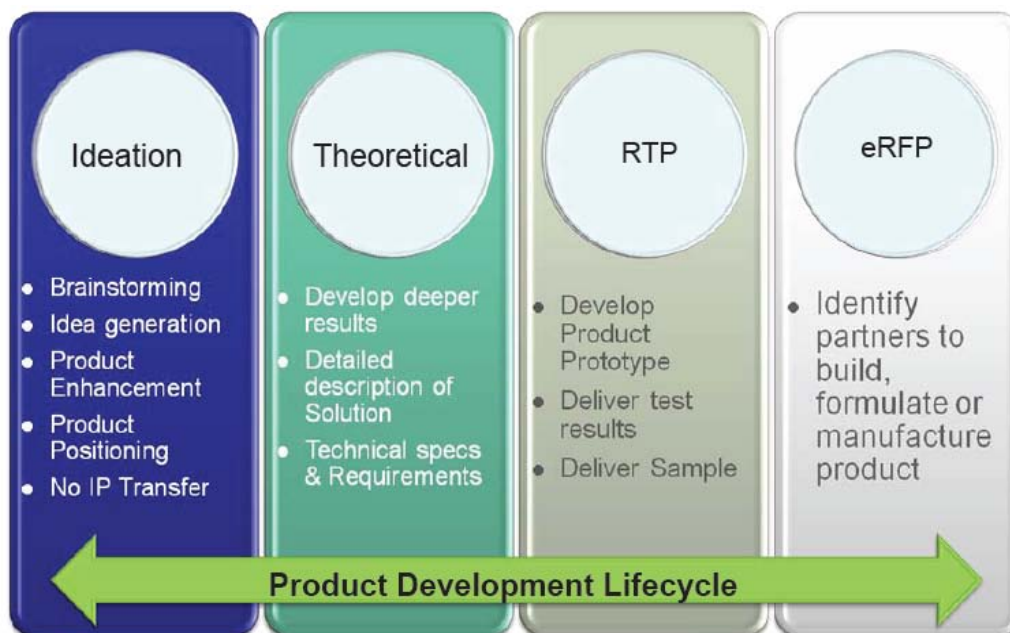 Ideation
• Brainstorming
• Idea generation
• Product
Enhancement
• Product
Positioning
• No IP Transfer
Theoretical
• Develop deeper
results
• Detailed
description of
Solution
• Technical specs
& Requirements
RTP
• Develop
Product
Prototype
• Deliver test
results
• Deliver Sample
eRFP
• Identify
partners to
build,
formulate or
manufacture
product
Product Development Lifecycle